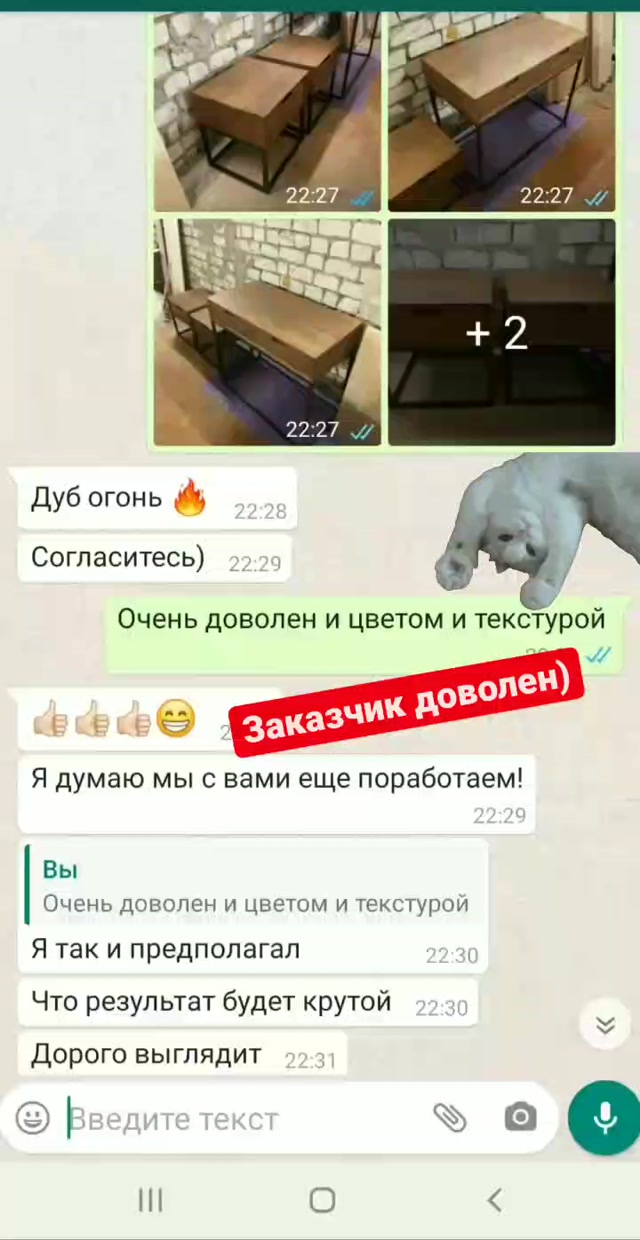 22:27
22:27
22:27
+ 2
Дуб огонь 🔥 22:28
Согласитесь) 22:29
Очень доволен и цветом и текстурой
Заказчик доволен)
👍🏻👍🏻👍🏻😁
Я думаю мы с вами еще поработаем!
22:29
Вы
Очень доволен и цветом и текстурой
Я так и предполагал 22:30
Что результат будет крутой 22:30
Дорого выглядит 22:31
Введите текст